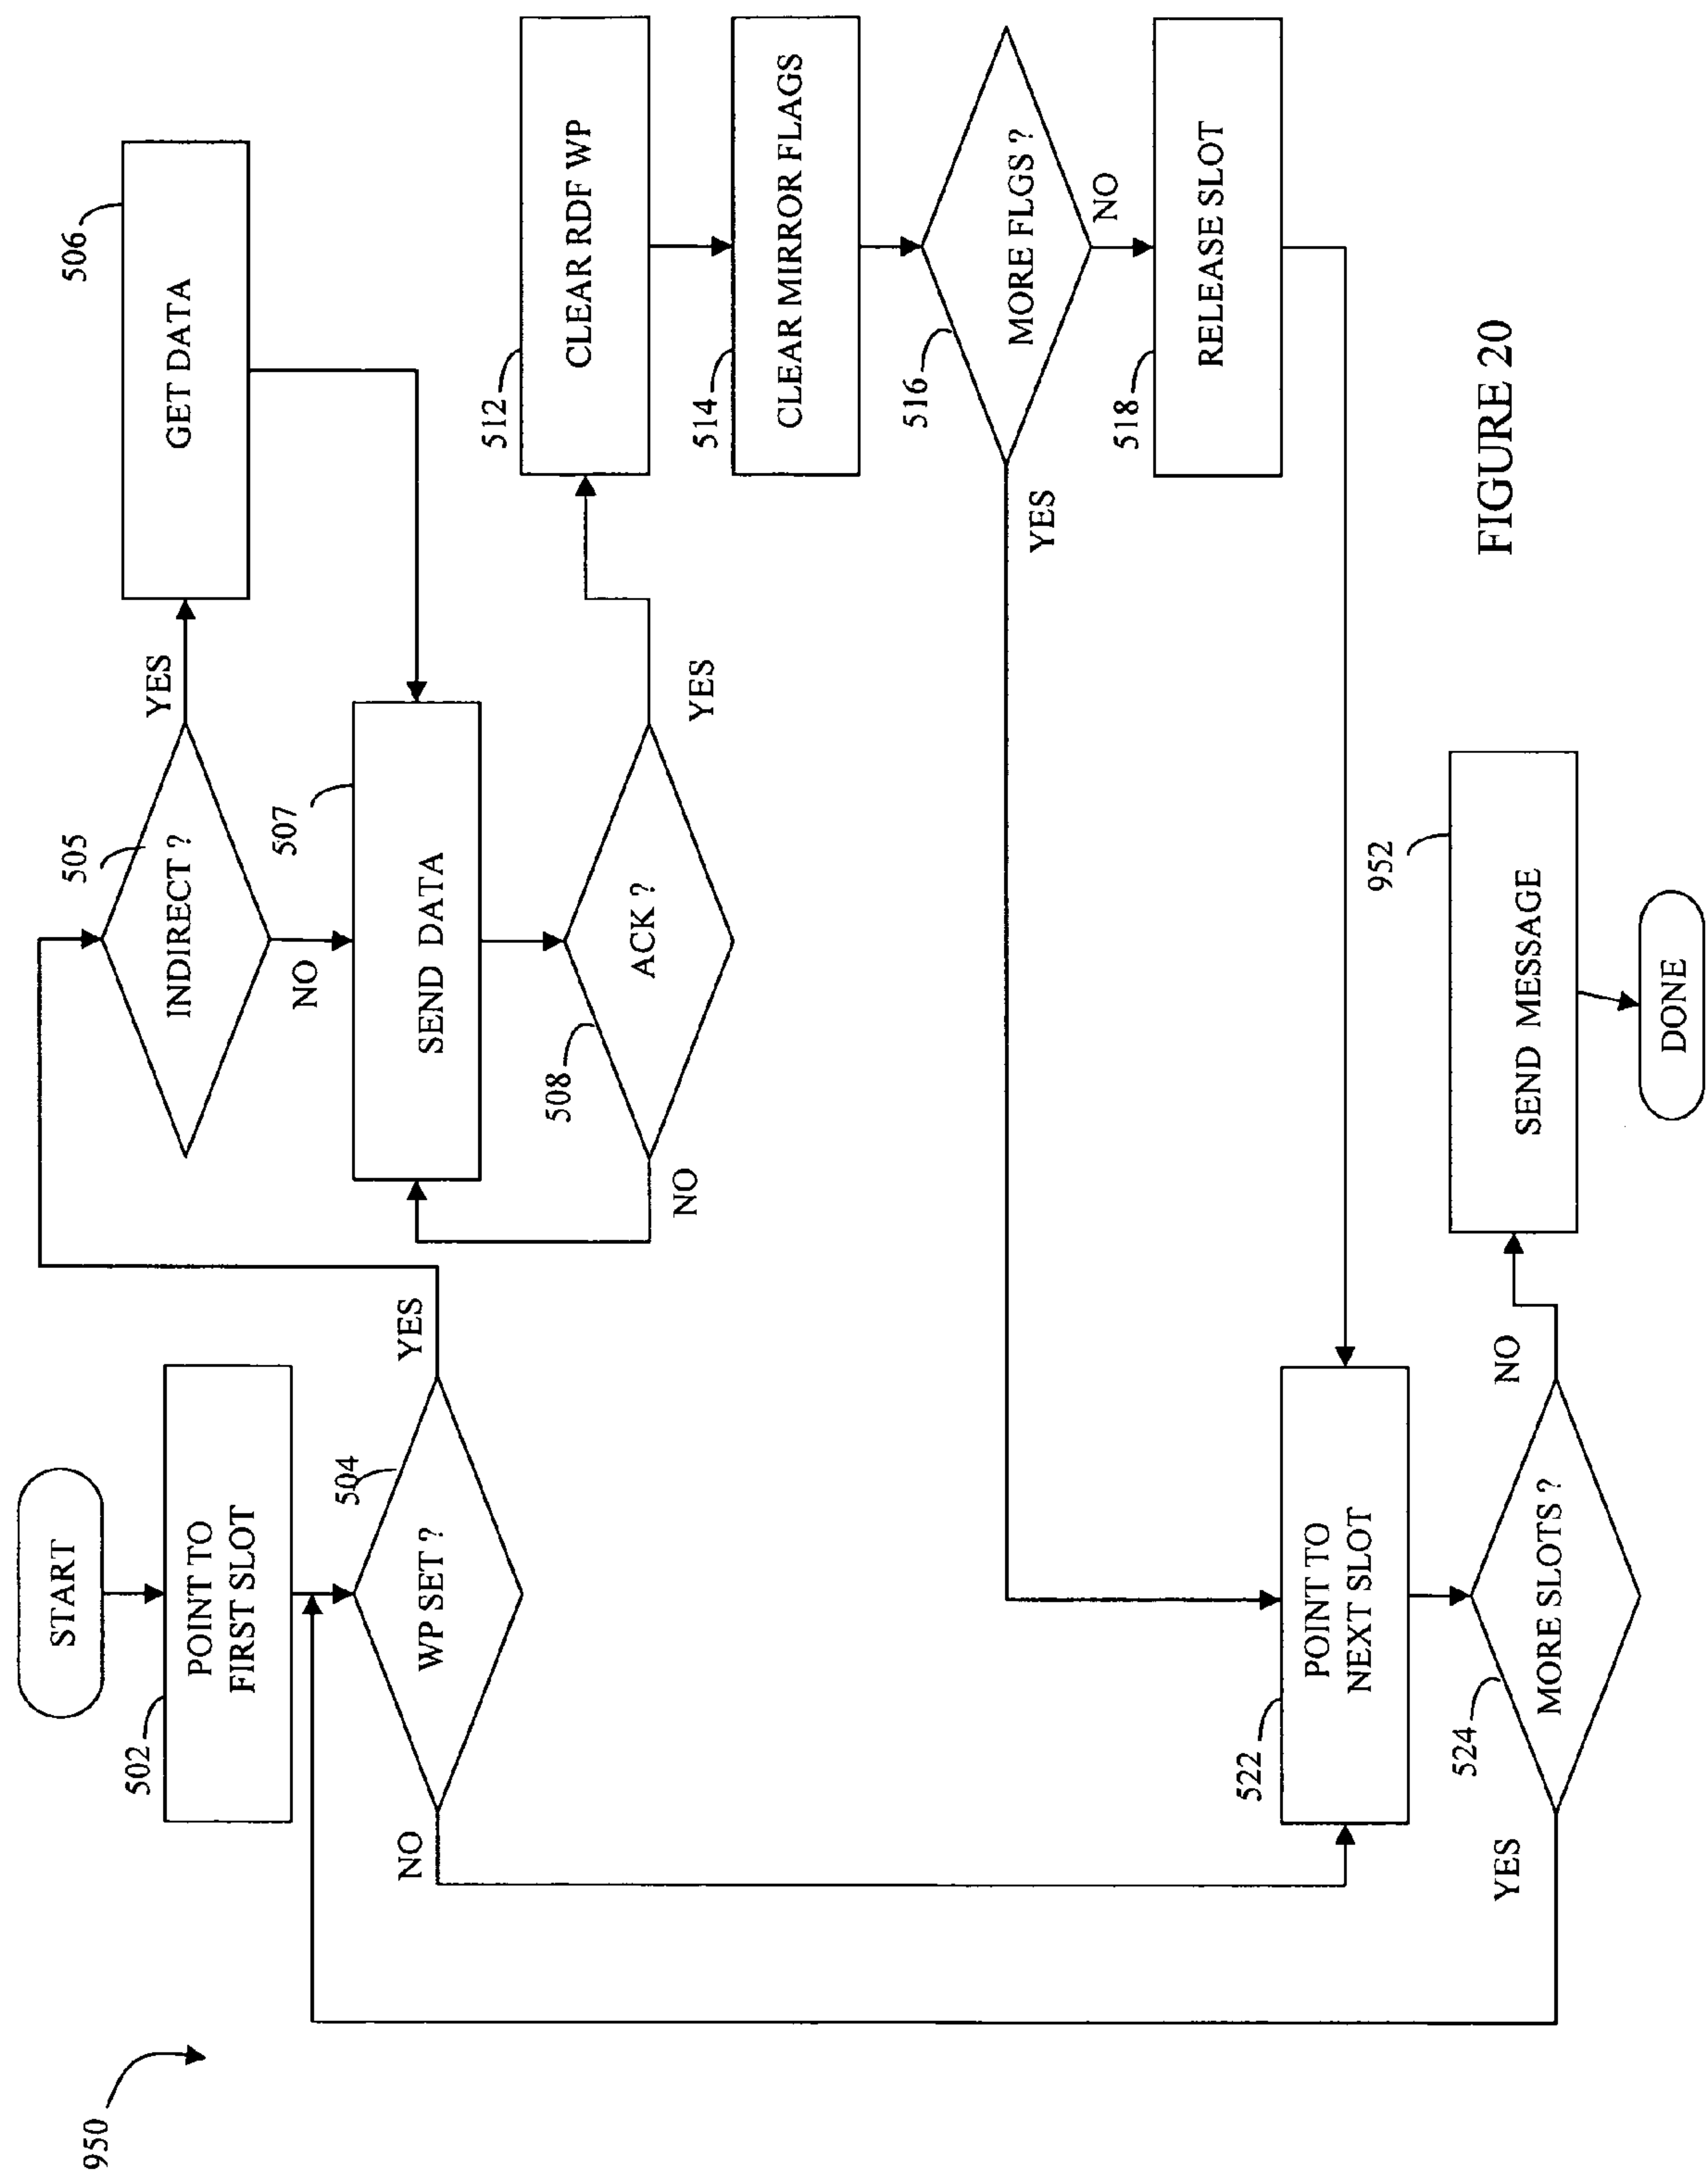 950
START
502
POINT TO
FIRST SLOT
504
WP SET ?
YES
NO
505
INDIRECT ?
YES
NO
506
GET DATA
507
SEND DATA
508
ACK ?
YES
NO
512
CLEAR RDF WP
514
CLEAR MIRROR FLAGS
516
MORE FLGS ?
YES
NO
518
RELEASE SLOT
522
POINT TO
NEXT SLOT
524
MORE SLOTS ?
YES
NO
952
SEND MESSAGE
DONE
FIGURE 20